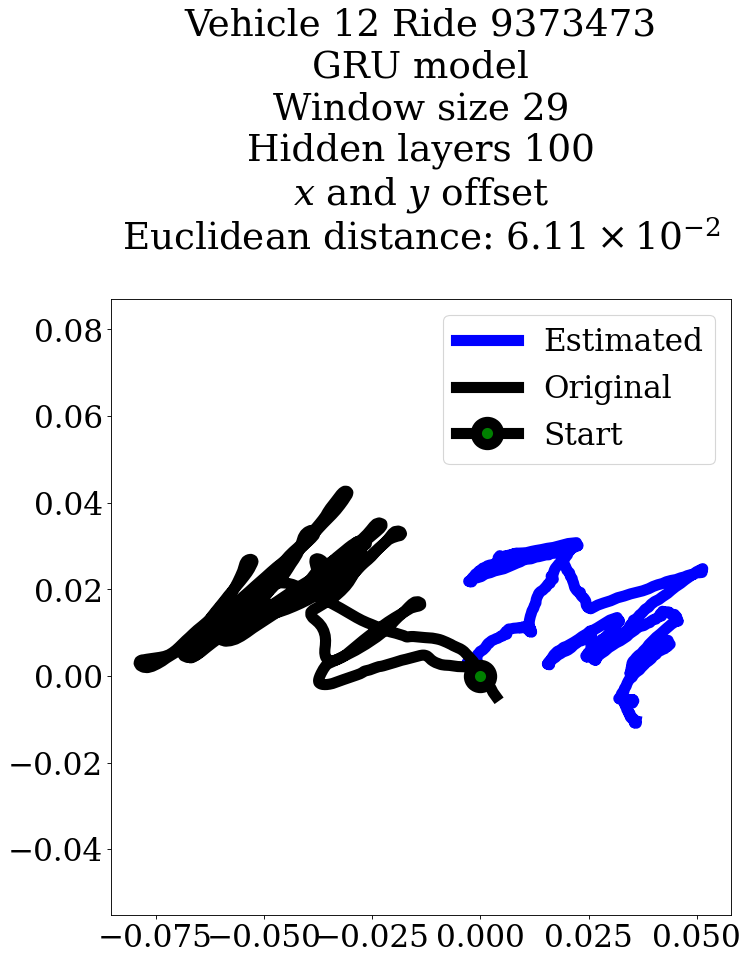 Vehicle 12 Ride 9373473
GRU model
Window size 29
Hidden layers 100
x and y offset
Euclidean distance: 6.11 × 10⁻²
Estimated
Original
Start
0.08
0.06
0.04
0.02
0.00
−0.02
−0.04
−0.075 −0.050 −0.025 0.000 0.025 0.050